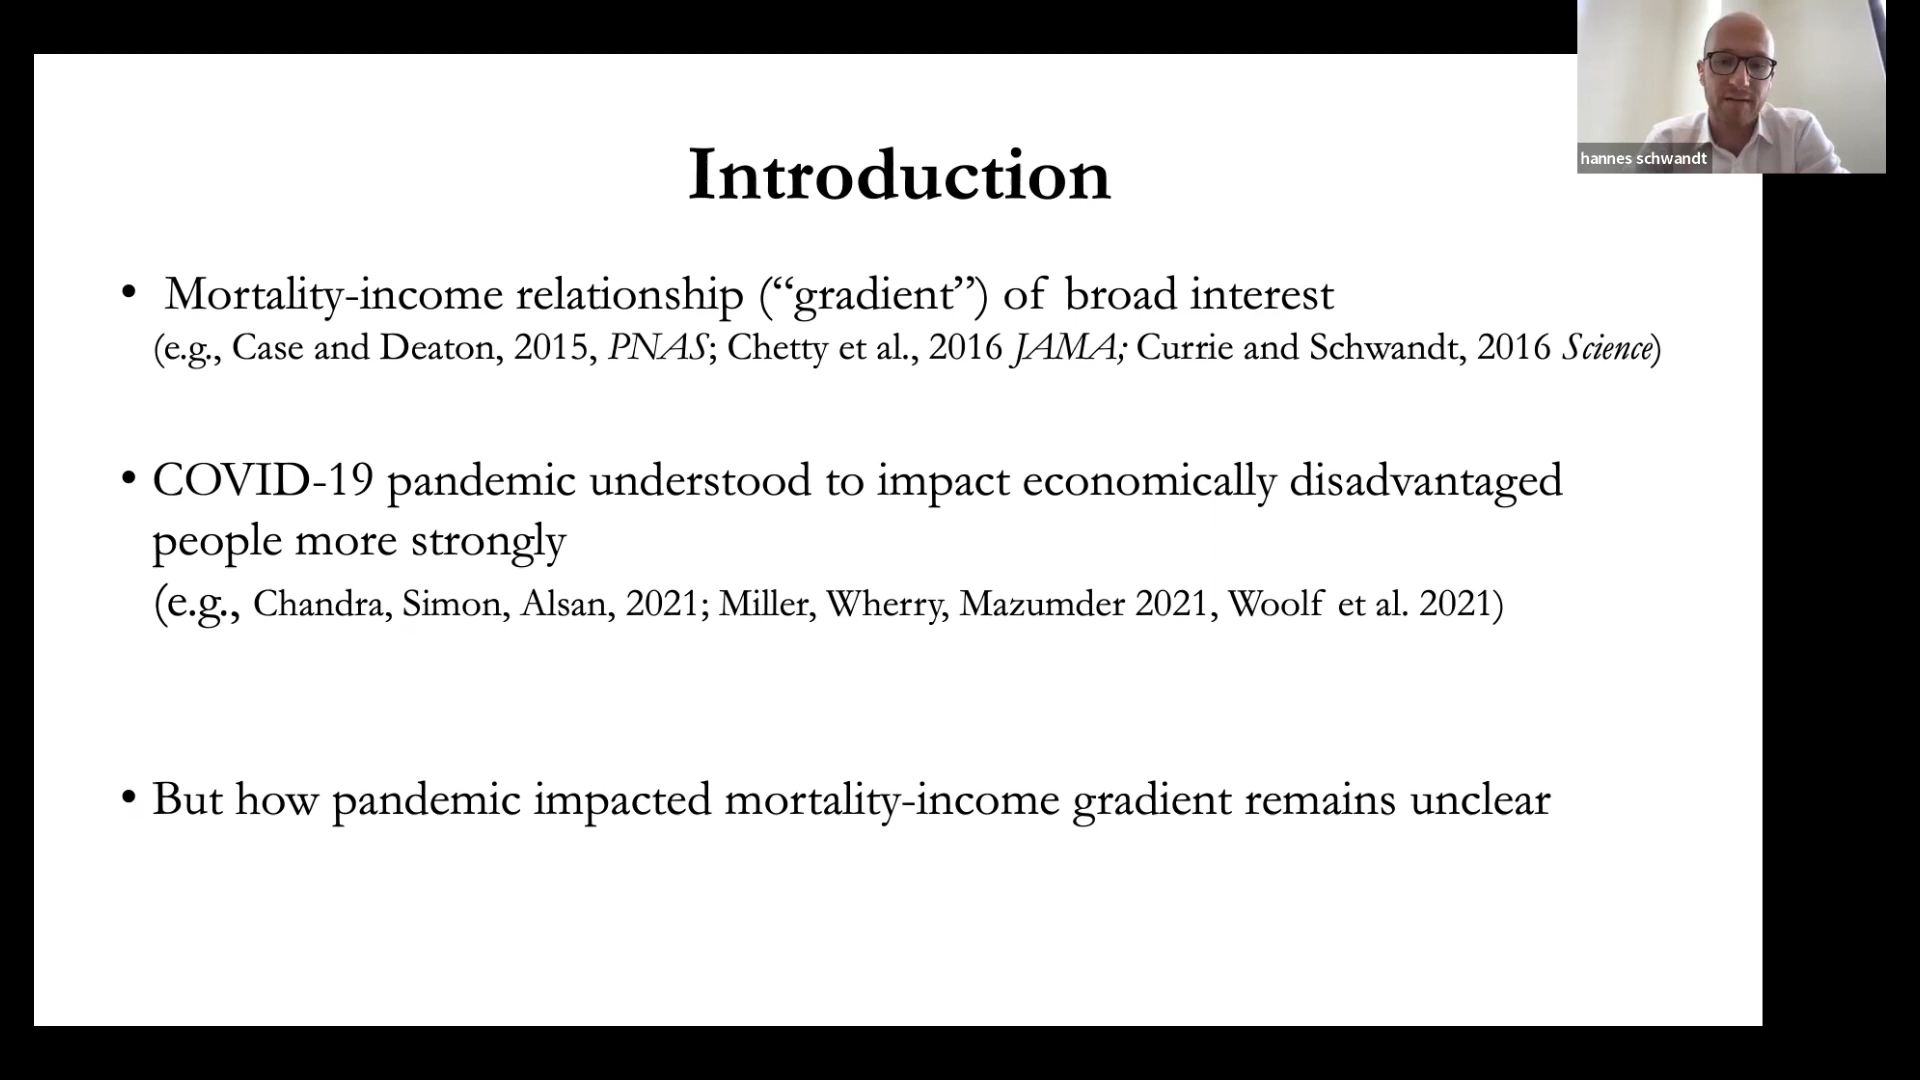 hannes schwandt
Introduction
• Mortality-income relationship (“gradient”) of broad interest
(e.g., Case and Deaton, 2015, PNAS; Chetty et al., 2016 JAMA; Currie and Schwandt, 2016 Science)
• COVID-19 pandemic understood to impact economically disadvantaged
people more strongly
(e.g., Chandra, Simon, Alsan, 2021; Miller, Wherry, Mazumder 2021, Woolf et al. 2021)
• But how pandemic impacted mortality-income gradient remains unclear